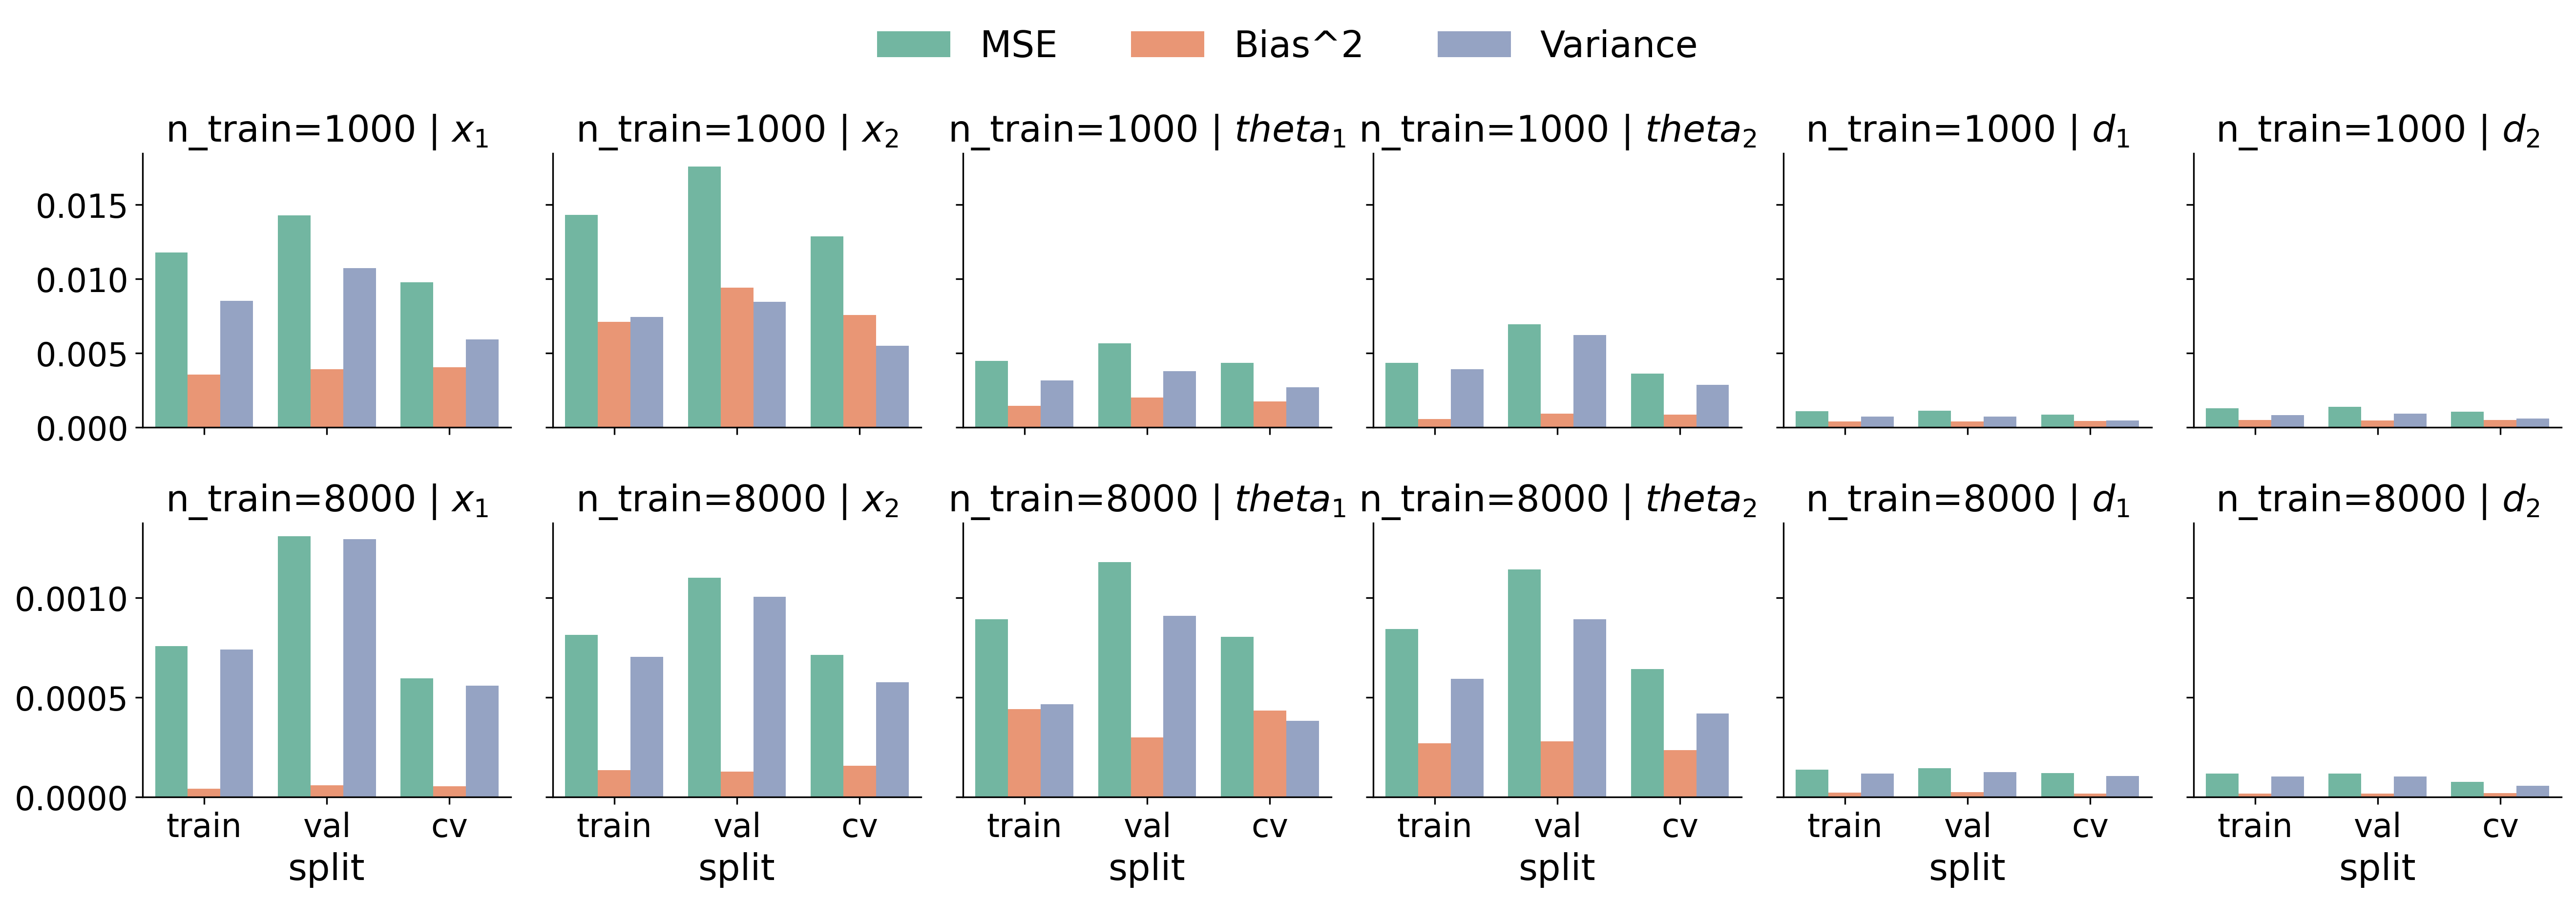 MSE Bias^2 Variance
n_train=1000 | x₁ n_train=1000 | x₂ n_train=1000 | theta₁ n_train=1000 | theta₂ n_train=1000 | d₁ n_train=1000 | d₂
0.015
0.010
0.005
0.000
n_train=8000 | x₁ n_train=8000 | x₂ n_train=8000 | theta₁ n_train=8000 | theta₂ n_train=8000 | d₁ n_train=8000 | d₂
0.0010
0.0005
0.0000
train val cv train val cv train val cv train val cv train val cv train val cv
split split split split split split